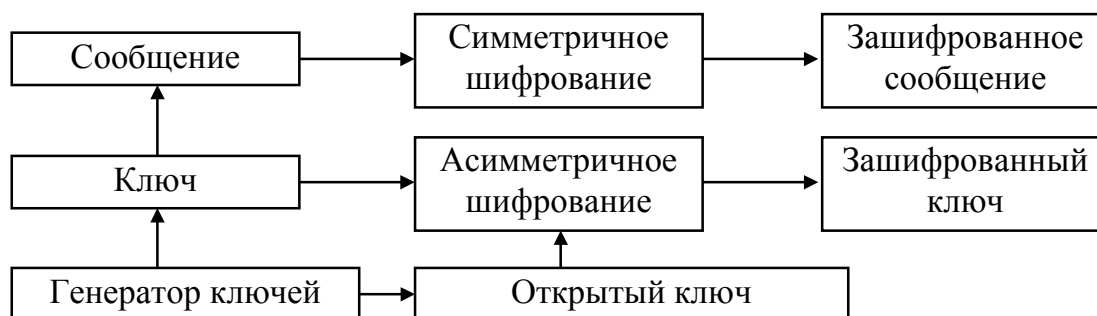 Сообщение
Симметричное
шифрование
Зашифрованное
сообщение
Ключ
Асимметричное
шифрование
Зашифрованный
ключ
Генератор ключей
Открытый ключ